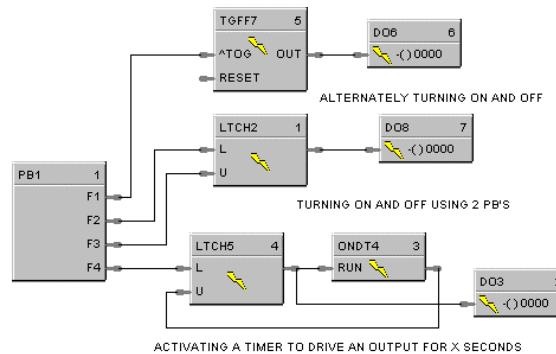 TGFF7 5
^TOG OUT
RESET
DO6 6
-( )0000
ALTERNATELY TURNING ON AND OFF
LTCH2 1
L
U
DO8 7
-( )0000
PB1 1
F1
F2
F3
F4
TURNING ON AND OFF USING 2 PB'S
LTCH5 4
L
U
ONDT4 3
RUN
DO3
-( )0000
ACTIVATING A TIMER TO DRIVE AN OUTPUT FOR X SECONDS